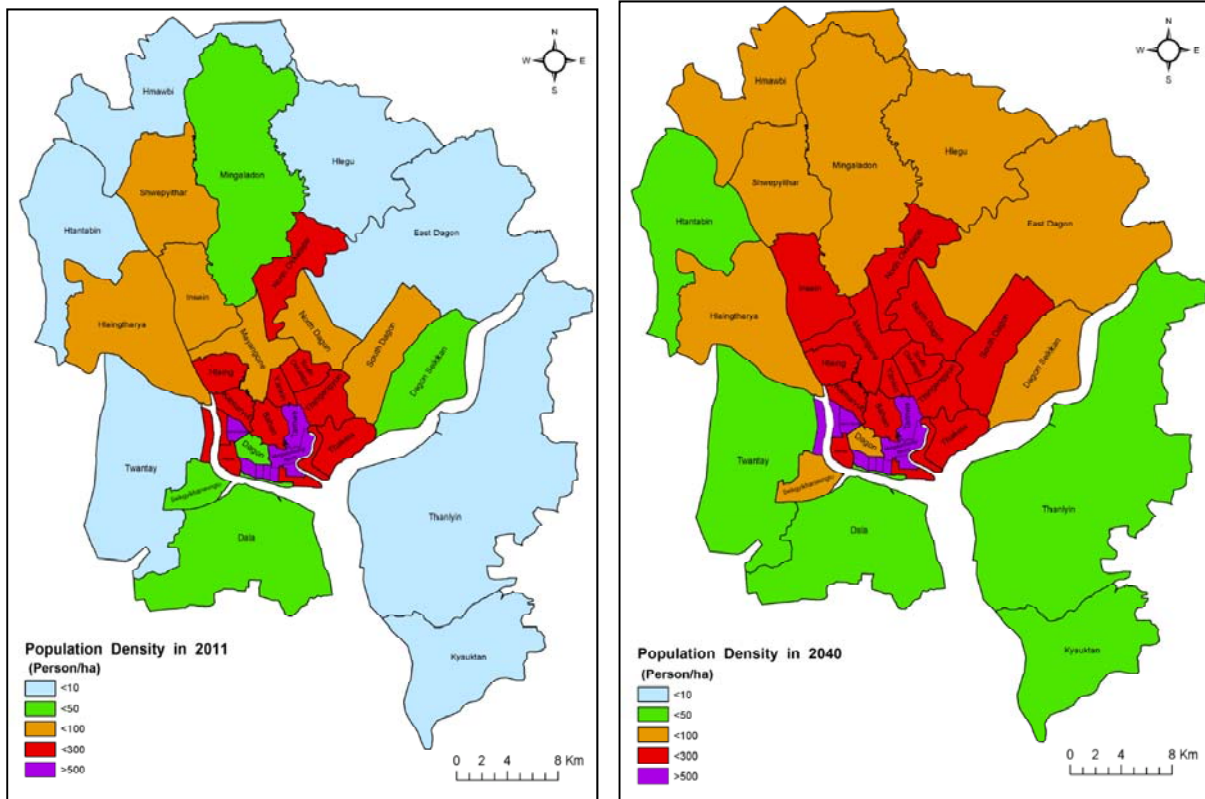 N
W E
S
Hmawbi
Hlegu
Mingaladon
Shwepyithar
Htantabin
East Dagon
North Okkalapa
Insein
North Dagon
Hlaingtharya
Mayangone
South Dagon
Dagon Seikkan
Hlaing
Thaketa
Dagon
Twantay
Seikgyikhanaungto
Thanlyin
Dala
Kyauktan
Population Density in 2011
(Person/ha)
<10
<50
<100
<300
>500
0 2 4 8 Km
N
W E
S
Hmawbi
Hlegu
Shwepyithar
Mingaladon
Htantabin
East Dagon
North Okkalapa
Insein
North Dagon
Hlaingtharya
Mayangone
South Dagon
Dagon Seikkan
Hlaing
Thaketa
Dagon
Twantay
Seikgyikhanaungto
Thanlyin
Dala
Kyauktan
Population Density in 2040
(Person/ha)
<10
<50
<100
<300
>500
0 2 4 8 Km